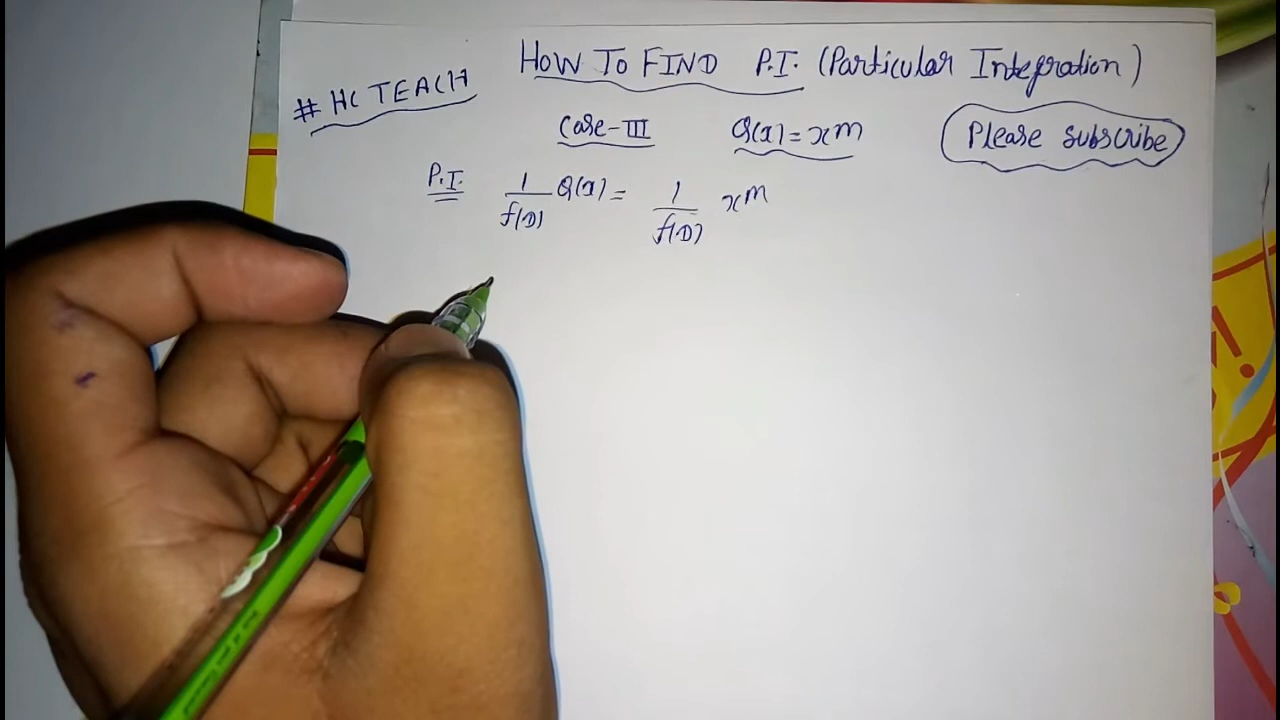 HOW TO FIND P.I. (Particular Integration)
# HC TEACH
Case-III Q(x) = x^m Please subscribe
P.I. 1/f(D) Q(x) = 1/f(D) x^m